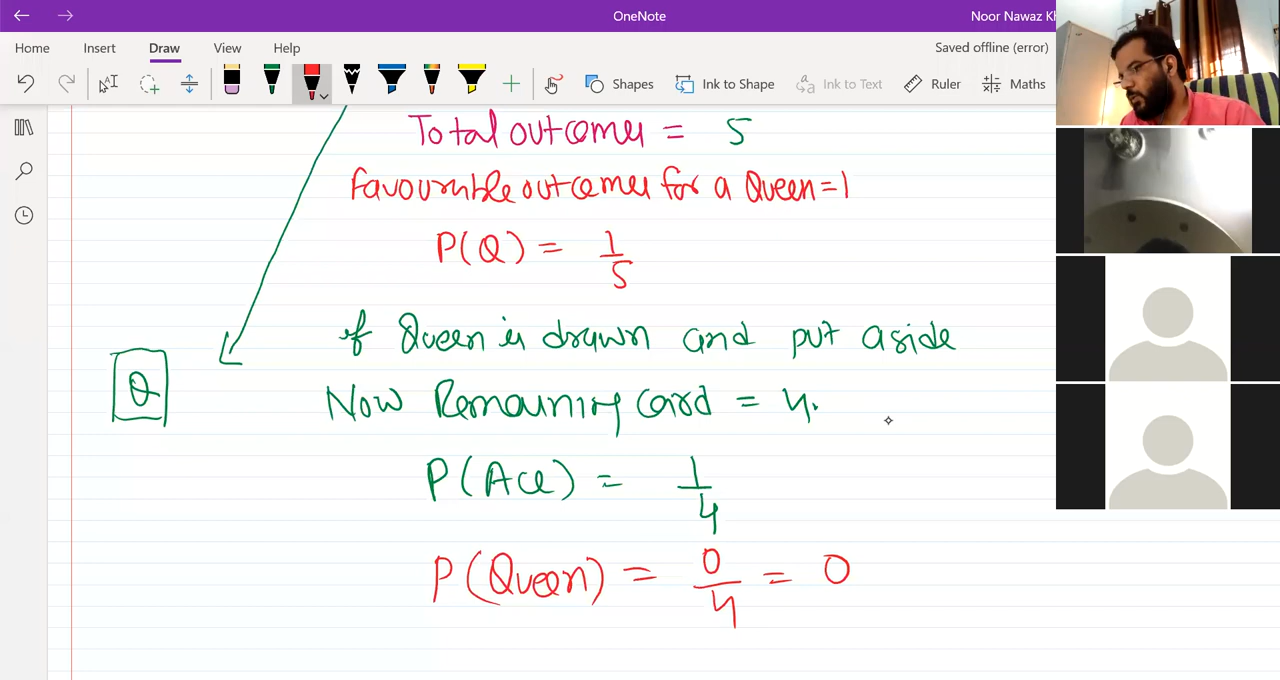 OneNote
Noor Nawaz Kh
Home Insert Draw View Help
Saved offline (error)
Shapes Ink to Shape Ink to Text Ruler Maths
Total outcomes = 5
favourable outcomes for a Queen = 1
P(Q) = 1/5
if Queen is drawn and put aside
Q
Now Remaining card = 4.
P(Ace) = 1/4
P(Queen) = 0/4 = 0